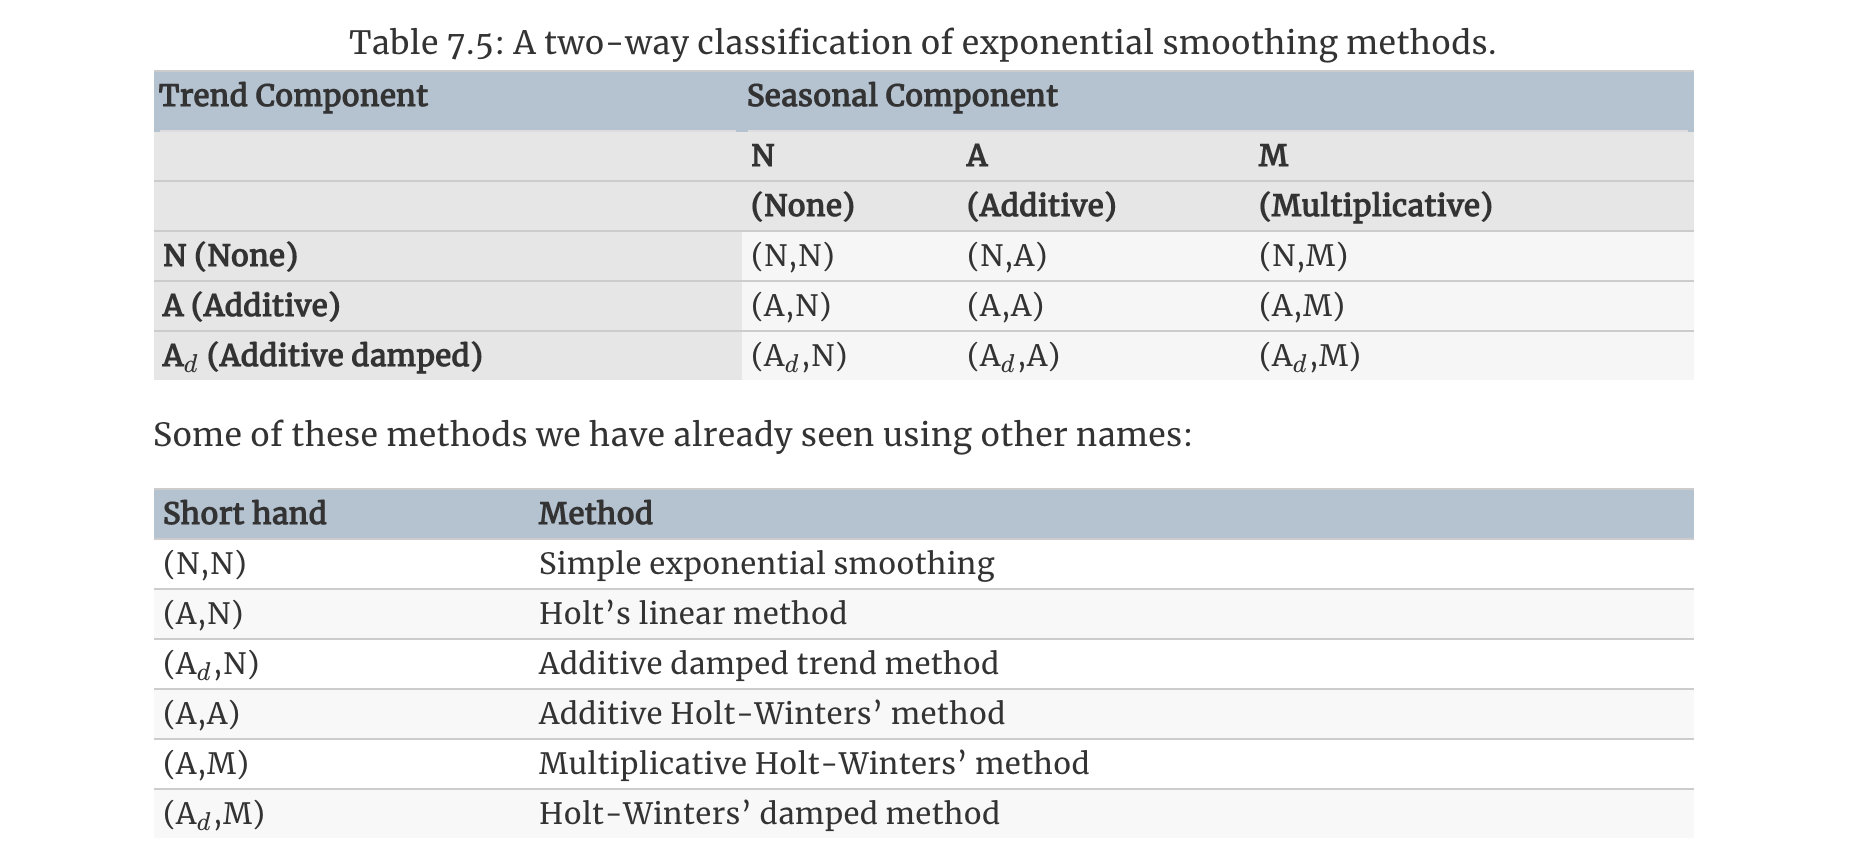 Table 7.5: A two-way classification of exponential smoothing methods.
Trend Component Seasonal Component
N A M
(None) (Additive) (Multiplicative)
N (None) (N,N) (N,A) (N,M)
A (Additive) (A,N) (A,A) (A,M)
A_d (Additive damped) (A_d,N) (A_d,A) (A_d,M)
Some of these methods we have already seen using other names:
Short hand Method
(N,N) Simple exponential smoothing
(A,N) Holt’s linear method
(A_d,N) Additive damped trend method
(A,A) Additive Holt-Winters’ method
(A,M) Multiplicative Holt-Winters’ method
(A_d,M) Holt-Winters’ damped method